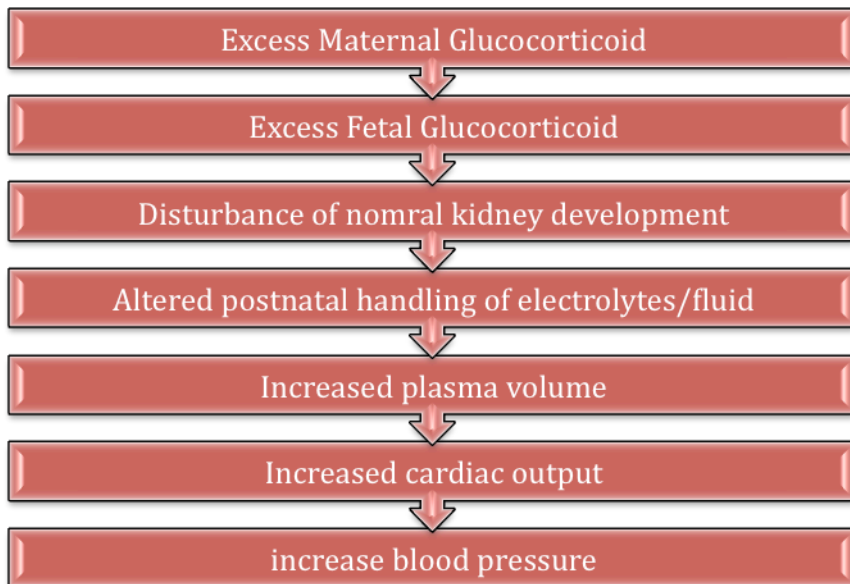 Excess Maternal Glucocorticoid
Excess Fetal Glucocorticoid
Disturbance of nomral kidney development
Altered postnatal handling of electrolytes/fluid
Increased plasma volume
Increased cardiac output
increase blood pressure